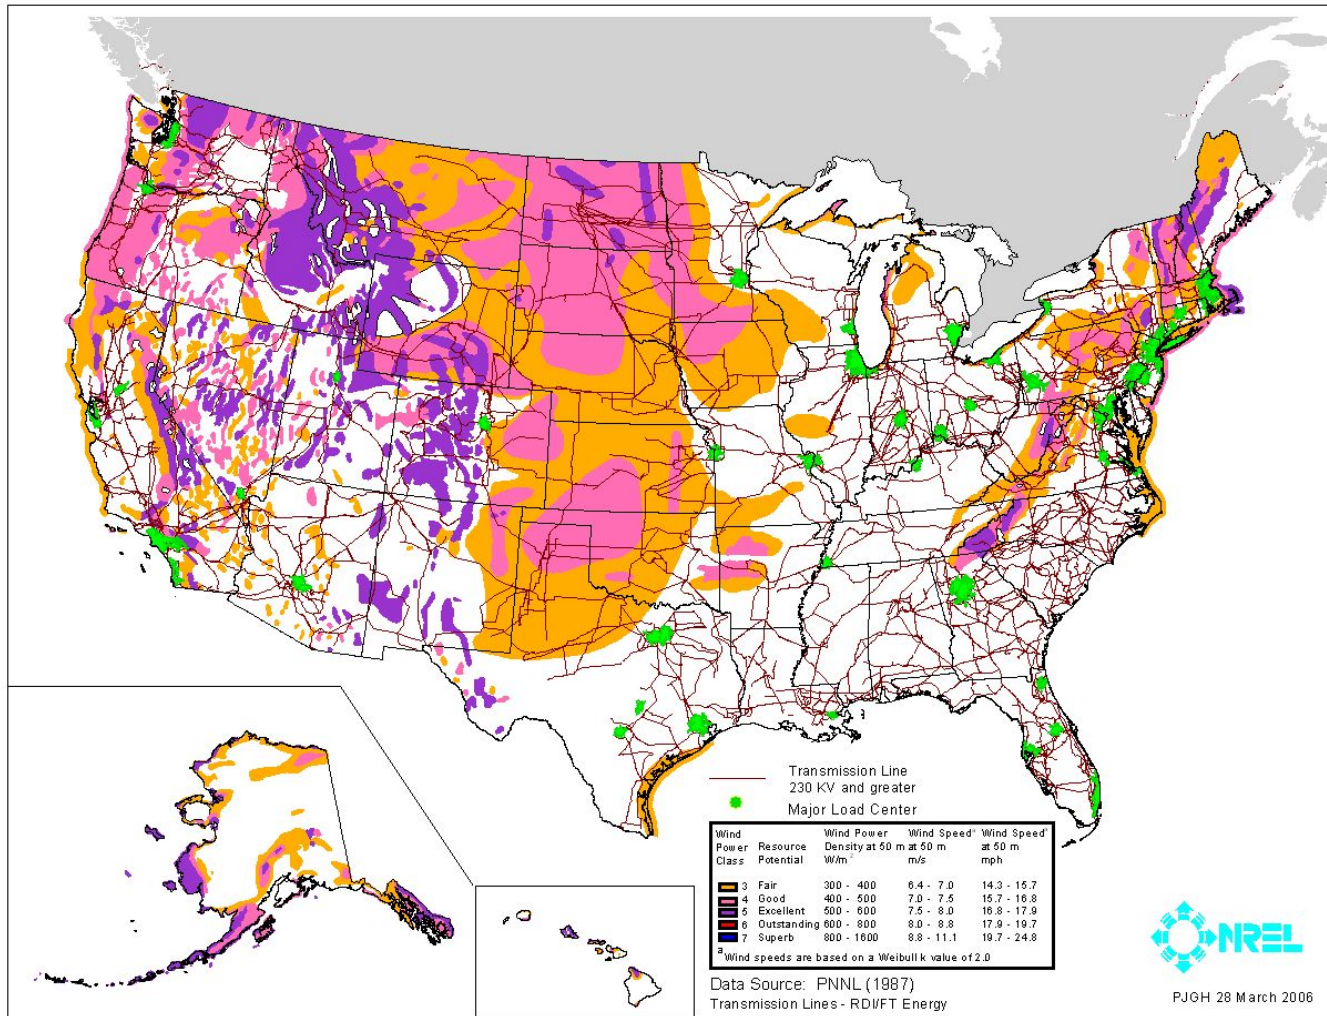 Transmission Line
230 KV and greater
Major Load Center
Wind Power Class Resource Potential Wind Power Density at 50 m W/m² Wind Speedᵃ at 50 m m/s Wind Speedᵃ at 50 m mph
3 Fair 300 - 400 6.4 - 7.0 14.3 - 15.7
4 Good 400 - 500 7.0 - 7.5 15.7 - 16.8
5 Excellent 500 - 600 7.5 - 8.0 16.8 - 17.9
6 Outstanding 600 - 800 8.0 - 8.8 17.9 - 19.7
7 Superb 800 - 1600 8.8 - 11.1 19.7 - 24.8
ᵃ Wind speeds are based on a Weibull k value of 2.0
Data Source: PNNL (1987)
Transmission Lines - RDI/FT Energy
NREL
PJGH 28 March 2006